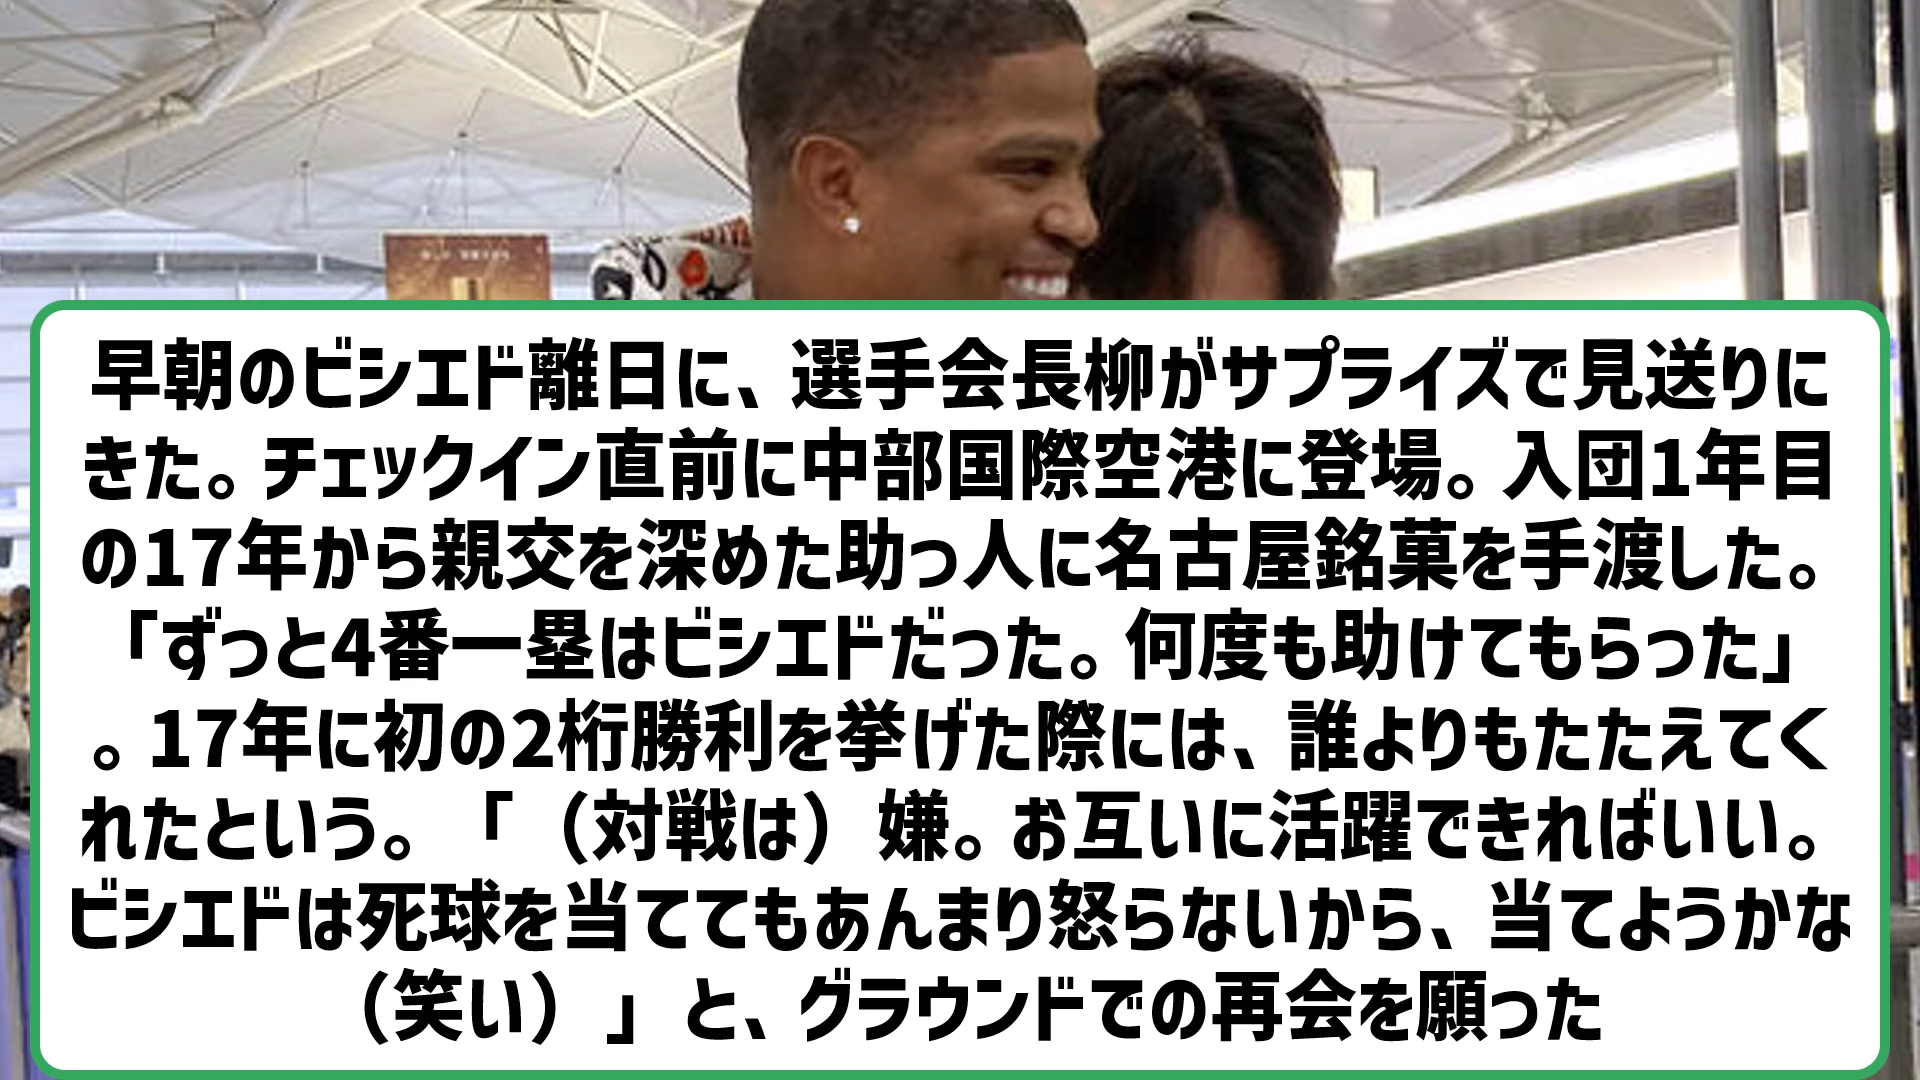 早朝のビシエド離日に、選手会長柳がサプライズで見送りに
きた。チェックイン直前に中部国際空港に登場。入団1年目
の17年から親交を深めた助っ人に名古屋銘菓を手渡した。
「ずっと4番一塁はビシエドだった。何度も助けてもらった」
。17年に初の2桁勝利を挙げた際には、誰よりもたたえてく
れたという。「（対戦は）嫌。お互いに活躍できればいい。
ビシエドは死球を当ててもあんまり怒らないから、当てようかな
（笑い）」と、グラウンドでの再会を願った